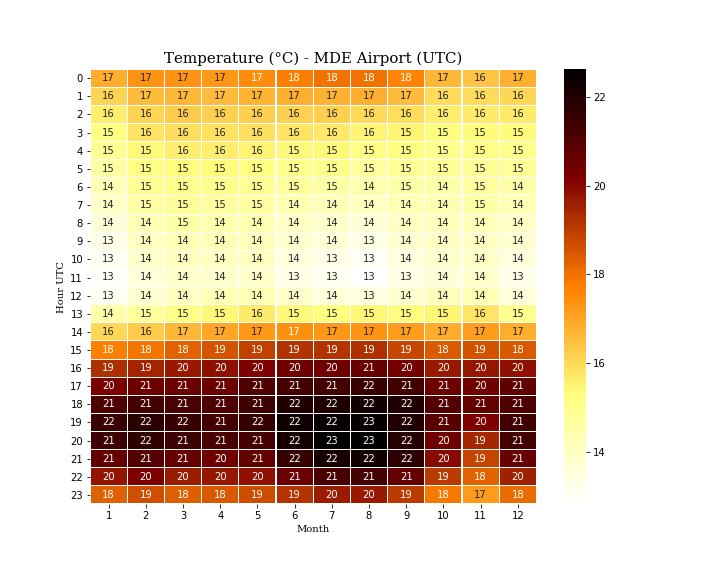 Temperature (°C) - MDE Airport (UTC)
0 17 17 17 17 17 18 18 18 18 17 16 17
1 16 17 17 17 17 17 17 17 17 16 16 16
2 16 16 16 16 16 16 16 16 16 16 16 16
3 15 16 16 16 16 16 16 16 15 15 15 15
4 15 15 16 16 16 15 15 15 15 15 15 15
5 15 15 15 15 15 15 15 15 15 15 15 15
6 14 15 15 15 15 15 15 14 15 14 15 14
7 14 15 15 15 15 14 14 14 14 14 15 14
8 14 14 15 14 14 14 14 14 14 14 14 14
9 13 14 14 14 14 14 14 13 14 14 14 14
10 13 14 14 14 14 14 13 13 14 14 14 14
11 13 14 14 14 14 13 13 13 13 14 14 13
12 13 14 14 14 14 14 14 13 14 14 14 14
13 14 15 15 15 16 15 15 15 15 15 16 15
14 16 16 17 17 17 17 17 17 17 17 17 17
15 18 18 18 19 19 19 19 19 19 18 19 18
16 19 19 20 20 20 20 20 21 20 20 20 20
17 20 21 21 21 21 21 21 22 21 21 20 21
18 21 21 21 21 21 22 22 22 22 21 21 21
19 22 22 22 21 22 22 22 23 22 21 20 21
20 21 22 21 21 21 22 23 23 22 20 19 21
21 21 21 21 20 21 22 22 22 22 20 19 21
22 20 20 20 20 20 21 21 21 21 19 18 20
23 18 19 18 18 19 19 20 20 19 18 17 18
1 2 3 4 5 6 7 8 9 10 11 12
Month
Hour UTC
22
20
18
16
14